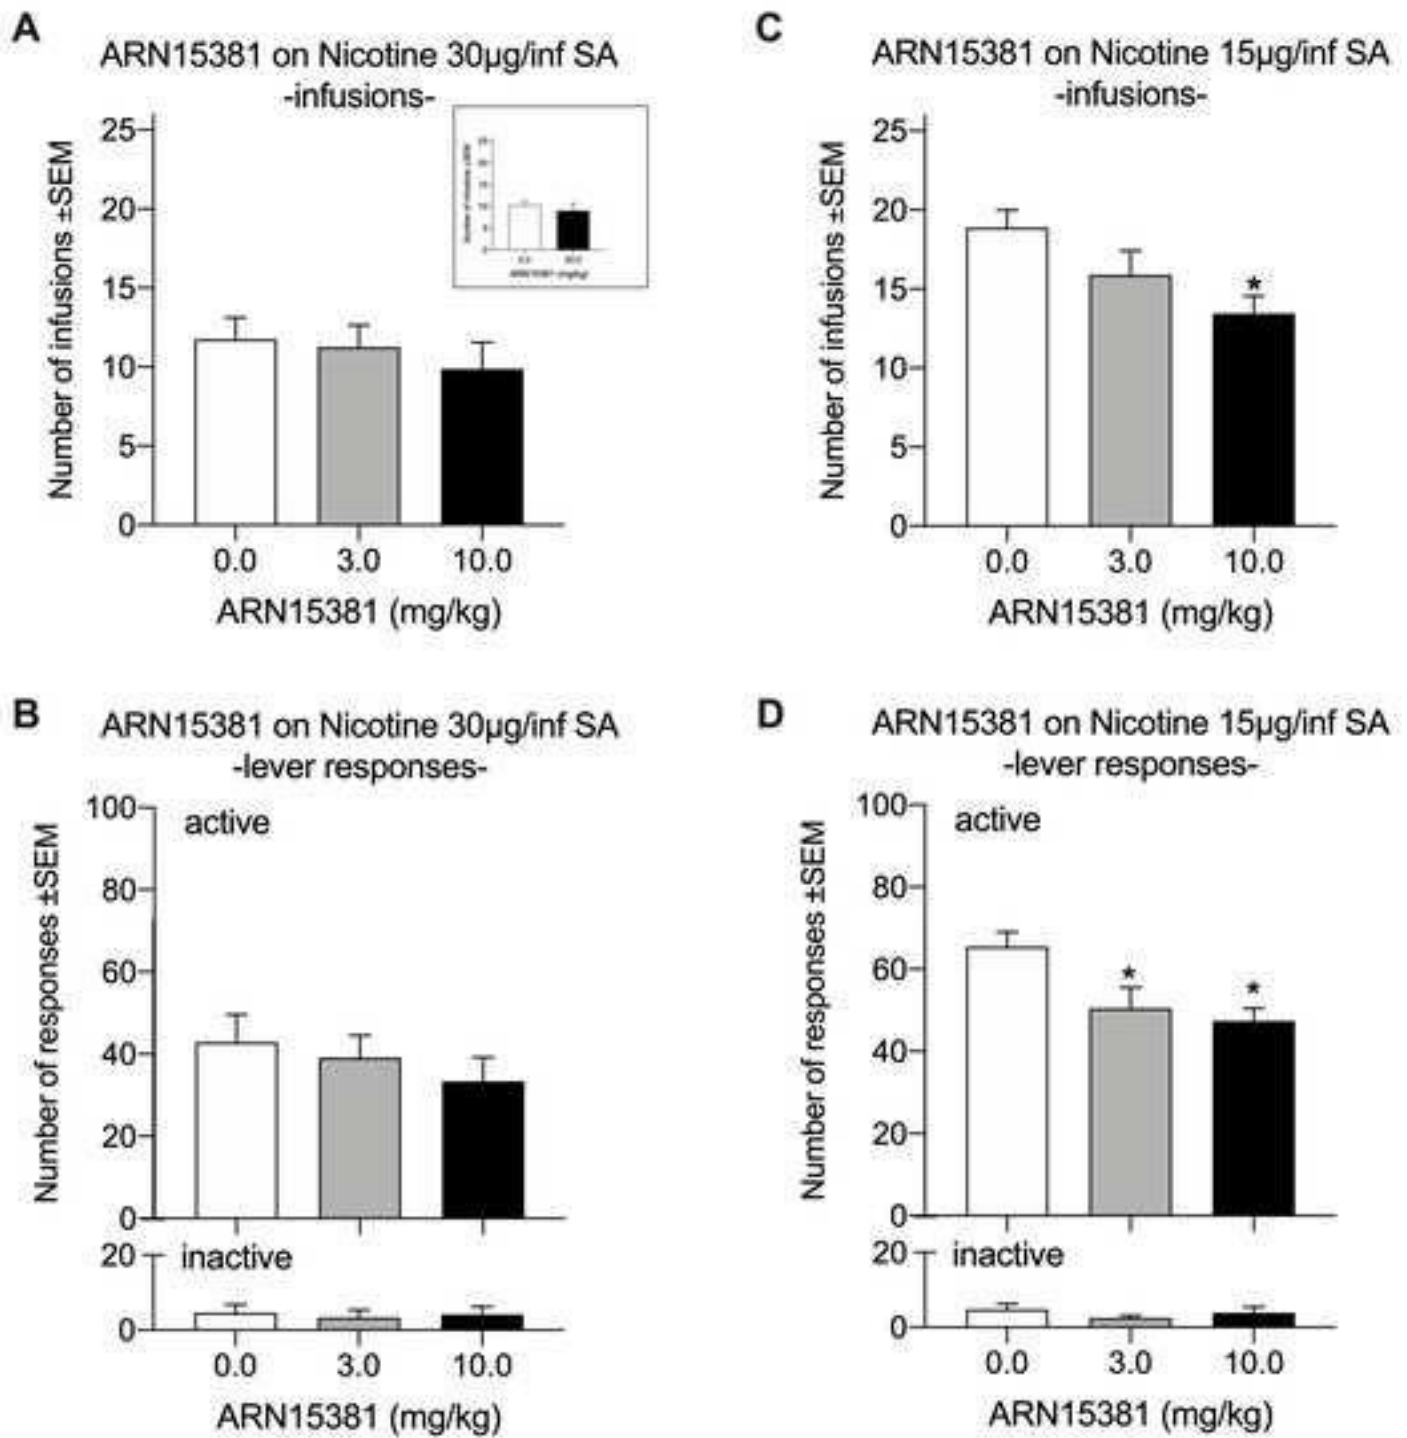 A
ARN15381 on Nicotine 30µg/inf SA
-infusions-
Number of infusions ±SEM
25
20
15
10
5
0
0.0 3.0 10.0
ARN15381 (mg/kg)
C
ARN15381 on Nicotine 15µg/inf SA
-infusions-
Number of infusions ±SEM
25
20
15
10
5
0
*
0.0 3.0 10.0
ARN15381 (mg/kg)
B
ARN15381 on Nicotine 30µg/inf SA
-lever responses-
Number of responses ±SEM
active
100
80
60
40
20
0
inactive
20
0
0.0 3.0 10.0
ARN15381 (mg/kg)
D
ARN15381 on Nicotine 15µg/inf SA
-lever responses-
Number of responses ±SEM
active
100
80
60
40
20
0
* *
inactive
20
0
0.0 3.0 10.0
ARN15381 (mg/kg)